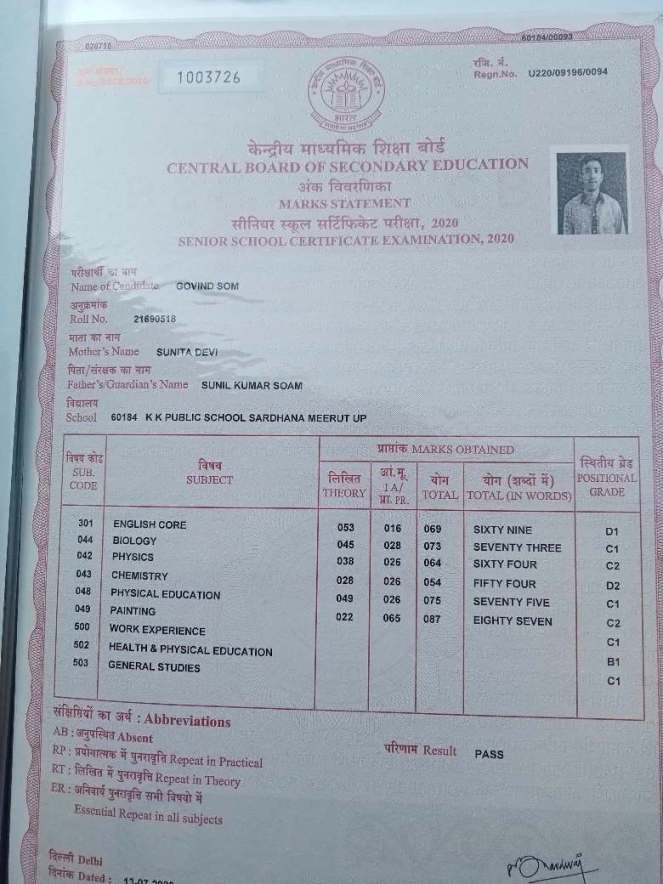 020716
60184/00093
1003726
रजि. नं.
Regn.No. U220/09196/0094
भारत
केन्द्रीय माध्यमिक शिक्षा बोर्ड
CENTRAL BOARD OF SECONDARY EDUCATION
अंक विवरणिका
MARKS STATEMENT
सीनियर स्कूल सर्टिफिकेट परीक्षा, 2020
SENIOR SCHOOL CERTIFICATE EXAMINATION, 2020
परीक्षार्थी का नाम
Name of Candidate GOVIND SOM
अनुक्रमांक
Roll No. 21690518
माता का नाम
Mother's Name SUNITA DEVI
पिता/संरक्षक का नाम
Father's/Guardian's Name SUNIL KUMAR SOAM
विद्यालय
School 60184 K K PUBLIC SCHOOL SARDHANA MEERUT UP
विषय कोड SUB. CODE
विषय SUBJECT
प्राप्तांक MARKS OBTAINED
लिखित THEORY
आं.मू. I A/ प्रा. PR.
योग TOTAL
योग (शब्दों में) TOTAL (IN WORDS)
स्थितीय ग्रेड POSITIONAL GRADE
301 ENGLISH CORE 053 016 069 SIXTY NINE D1
044 BIOLOGY 045 028 073 SEVENTY THREE C1
042 PHYSICS 038 026 064 SIXTY FOUR C2
043 CHEMISTRY 028 026 054 FIFTY FOUR D2
048 PHYSICAL EDUCATION 049 026 075 SEVENTY FIVE C1
049 PAINTING 022 065 087 EIGHTY SEVEN C2
500 WORK EXPERIENCE C1
502 HEALTH & PHYSICAL EDUCATION B1
503 GENERAL STUDIES C1
संक्षिप्तियों का अर्थ : Abbreviations
AB : अनुपस्थित Absent
RP : प्रयोगात्मक में पुनरावृत्ति Repeat in Practical
RT : लिखित में पुनरावृत्ति Repeat in Theory
ER : अनिवार्य पुनरावृत्ति सभी विषयो में
Essential Repeat in all subjects
परिणाम Result PASS
दिल्ली Delhi
दिनांक Dated :